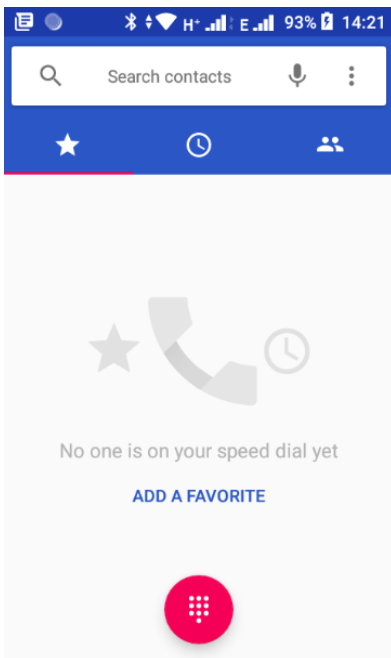 H+ E 93% 14:21
Search contacts
No one is on your speed dial yet
ADD A FAVORITE